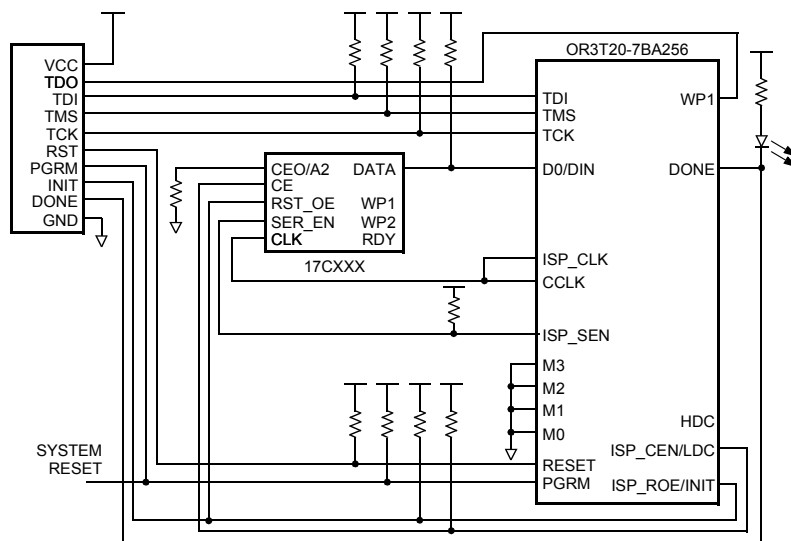 OR3T20-7BA256
VCC
TDO
TDI
TMS
TCK
RST
PGRM
INIT
DONE
GND
CEO/A2
CE
RST_OE
SER_EN
CLK
DATA
WP1
WP2
RDY
17CXXX
TDI
TMS
TCK
D0/DIN
ISP_CLK
CCLK
ISP_SEN
M3
M2
M1
M0
RESET
PGRM
WP1
DONE
HDC
ISP_CEN/LDC
ISP_ROE/INIT
SYSTEM
RESET